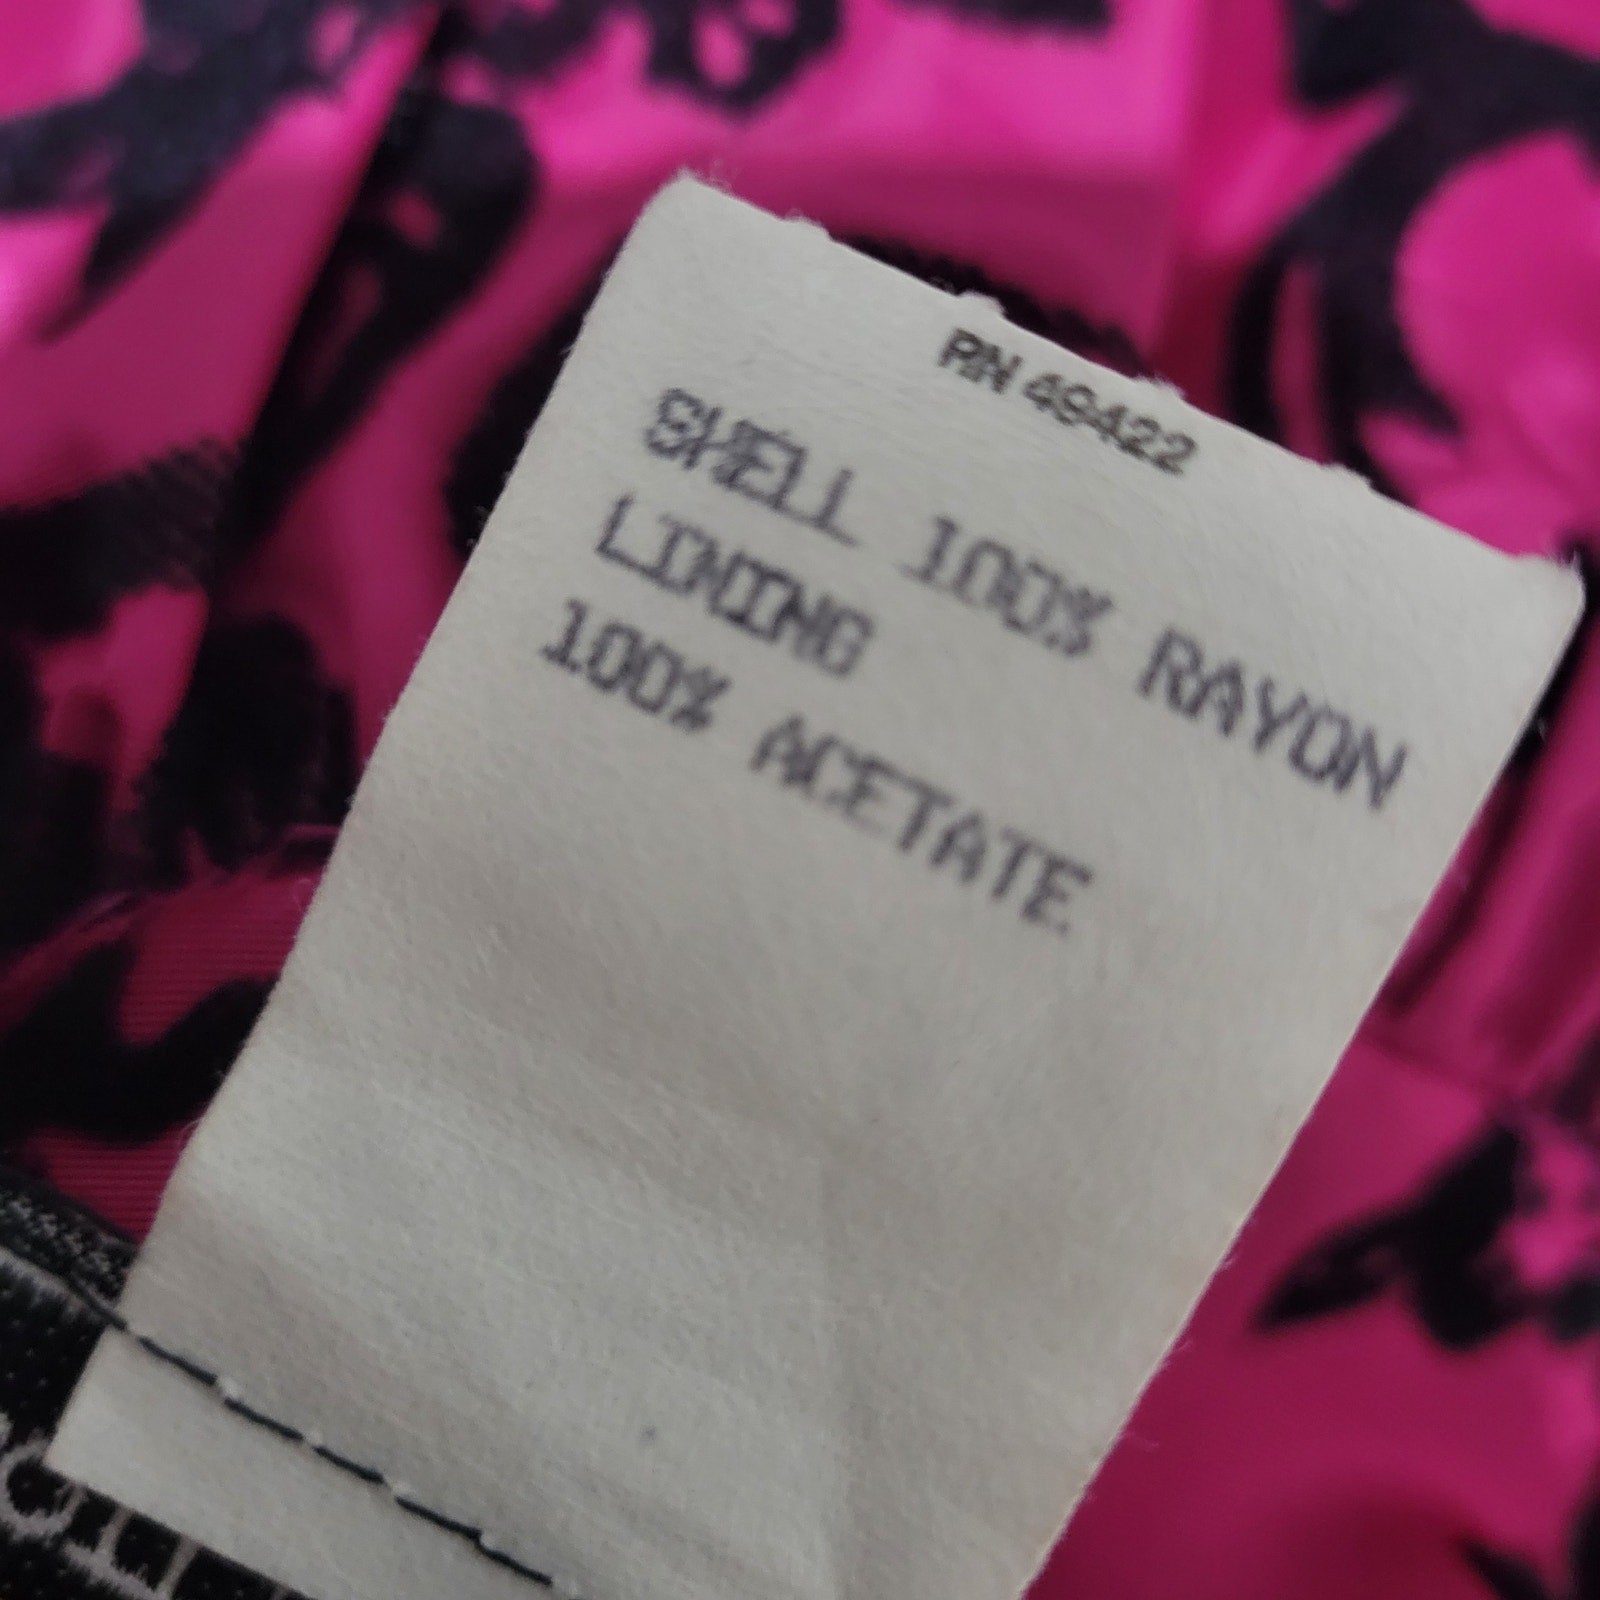 RN 49422
SHELL 100% RAYON
LINING
100% ACETATE